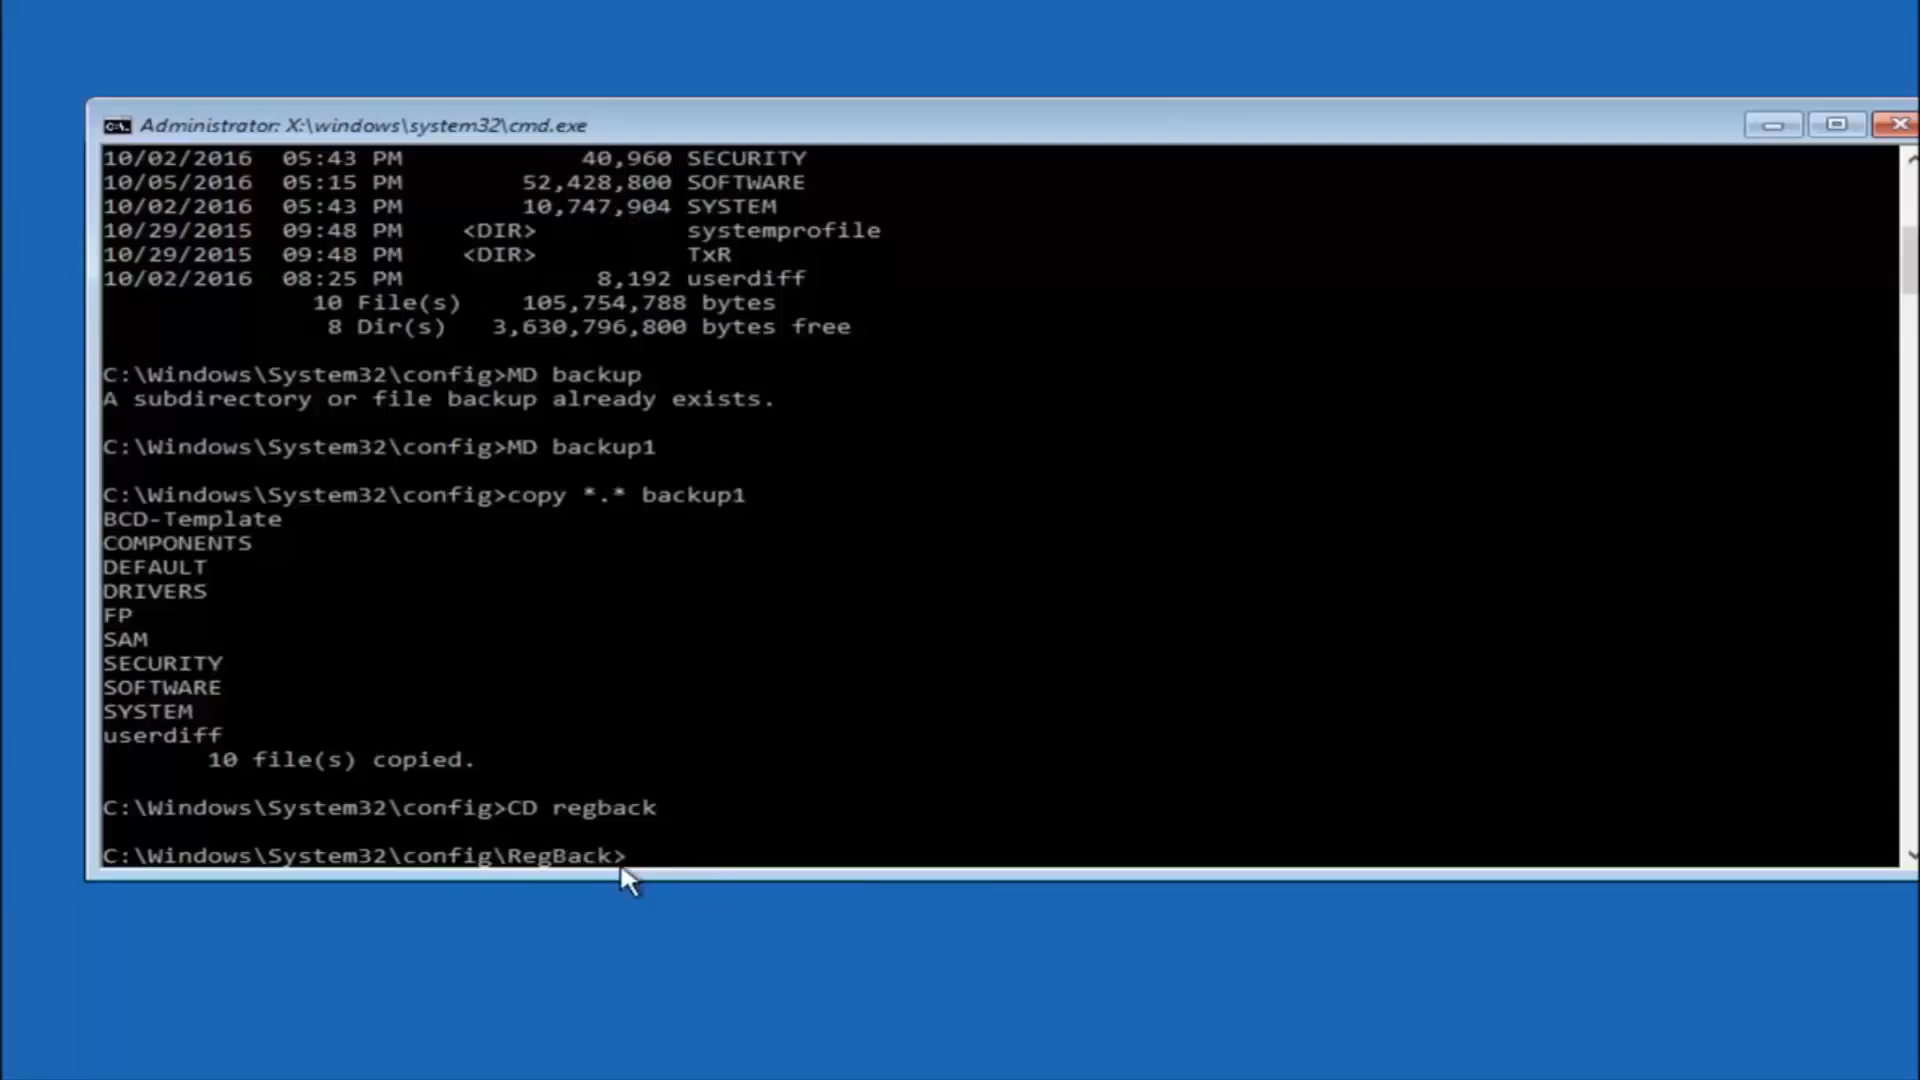 Administrator: X:\windows\system32\cmd.exe
10/02/2016  05:43 PM            40,960 SECURITY
10/05/2016  05:15 PM        52,428,800 SOFTWARE
10/02/2016  05:43 PM        10,747,904 SYSTEM
10/29/2015  09:48 PM    <DIR>          systemprofile
10/29/2015  09:48 PM    <DIR>          TxR
10/02/2016  08:25 PM             8,192 userdiff
              10 File(s)    105,754,788 bytes
               8 Dir(s)   3,630,796,800 bytes free
C:\Windows\System32\config>MD backup
A subdirectory or file backup already exists.
C:\Windows\System32\config>MD backup1
C:\Windows\System32\config>copy *.* backup1
BCD-Template
COMPONENTS
DEFAULT
DRIVERS
FP
SAM
SECURITY
SOFTWARE
SYSTEM
userdiff
       10 file(s) copied.
C:\Windows\System32\config>CD regback
C:\Windows\System32\config\RegBack>